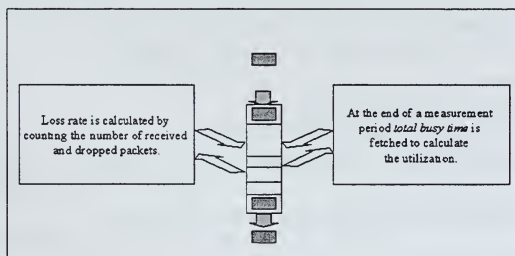 Loss rate is calculated by
counting the number of received
and dropped packets.
At the end of a measurement
period total busy time is
fetched to calculate
the utilization.